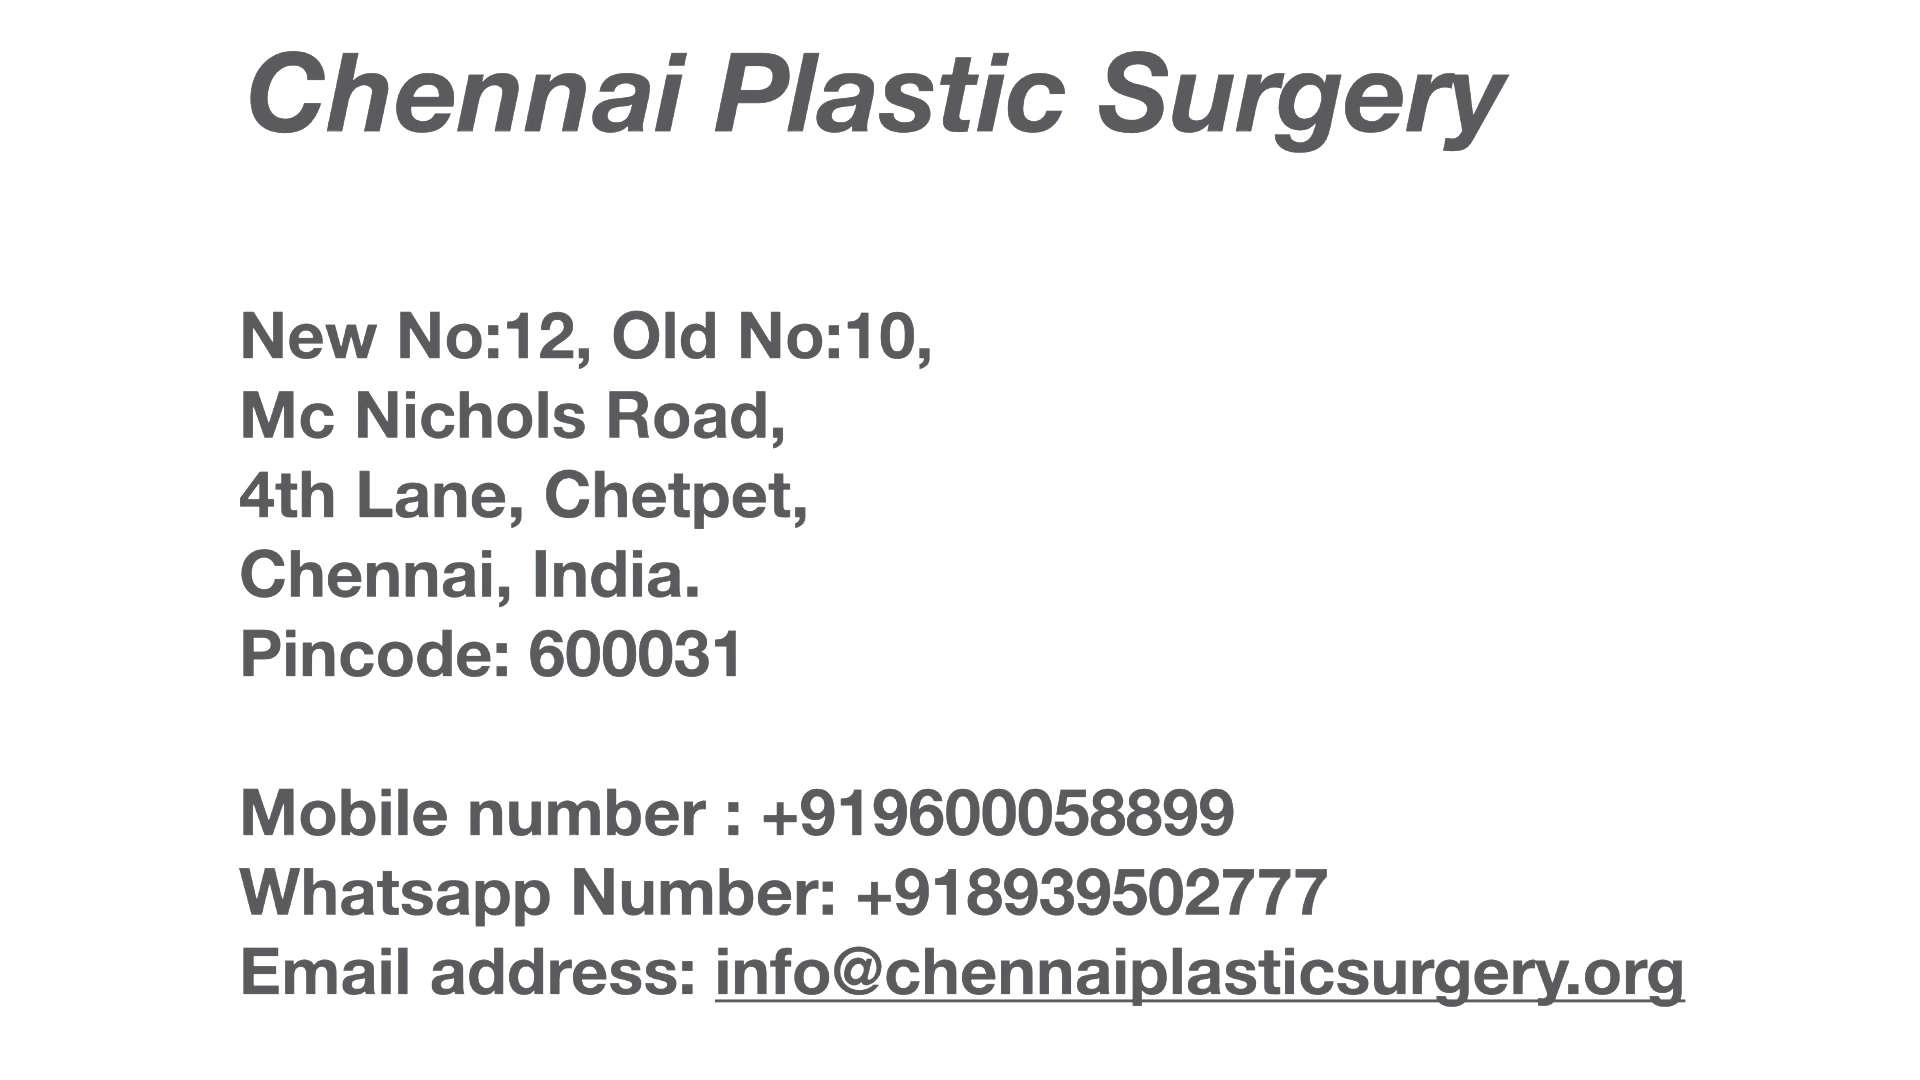 Chennai Plastic Surgery
New No:12, Old No:10,
Mc Nichols Road,
4th Lane, Chetpet,
Chennai, India.
Pincode: 600031
Mobile number : +919600058899
Whatsapp Number: +918939502777
Email address: info@chennaiplasticsurgery.org